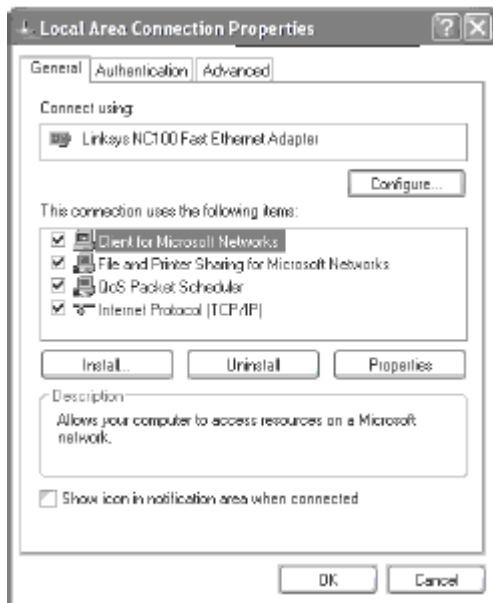 Local Area Connection Properties
General Authentication Advanced
Connect using:
Linksys NC100 Fast Ethernet Adapter
Configure...
This connection uses the following items:
Client for Microsoft Networks
File and Printer Sharing for Microsoft Networks
QoS Packet Scheduler
Internet Protocol (TCP/IP)
Install... Uninstall Properties
Description
Allows your computer to access resources on a Microsoft
network.
Show icon in notification area when connected
OK Cancel